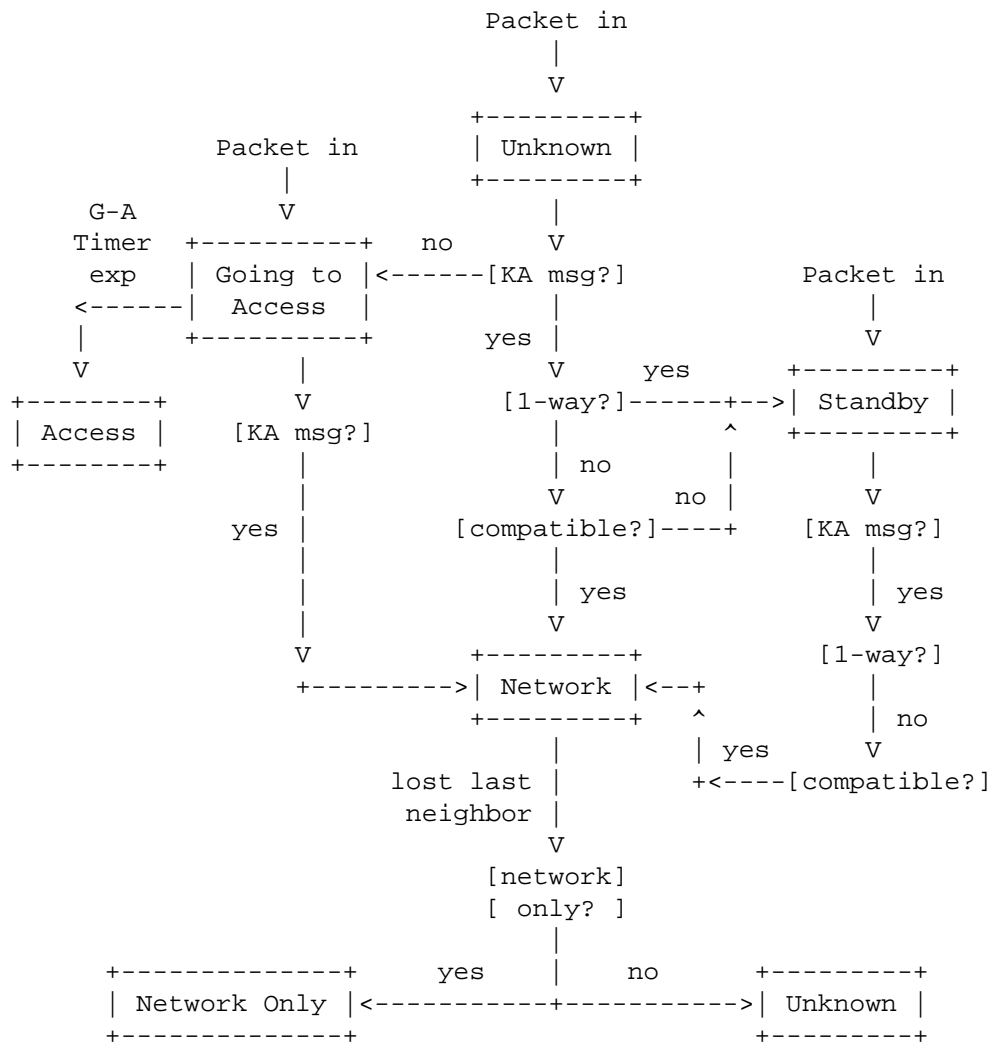 Packet in
|
V
+---------+
Packet in | Unknown |
| +---------+
G-A V |
Timer +----------+ no V
exp | Going to |<------[KA msg?] Packet in
<------| Access | | |
| +----------+ yes | V
V | V yes +---------+
+--------+ V [1-way?]------+-->| Standby |
| Access | [KA msg?] | ^ +---------+
+--------+ | | no | |
| V no | V
yes | [compatible?]----+ [KA msg?]
| | |
| | yes | yes
| V V
V +---------+ [1-way?]
+--------->| Network |<--+ |
+---------+ ^ | no
| | yes V
lost last | +<----[compatible?]
neighbor |
V
[network]
[ only? ]
|
+--------------+ yes | no +---------+
| Network Only |<-----------+----------->| Unknown |
+--------------+ +---------+